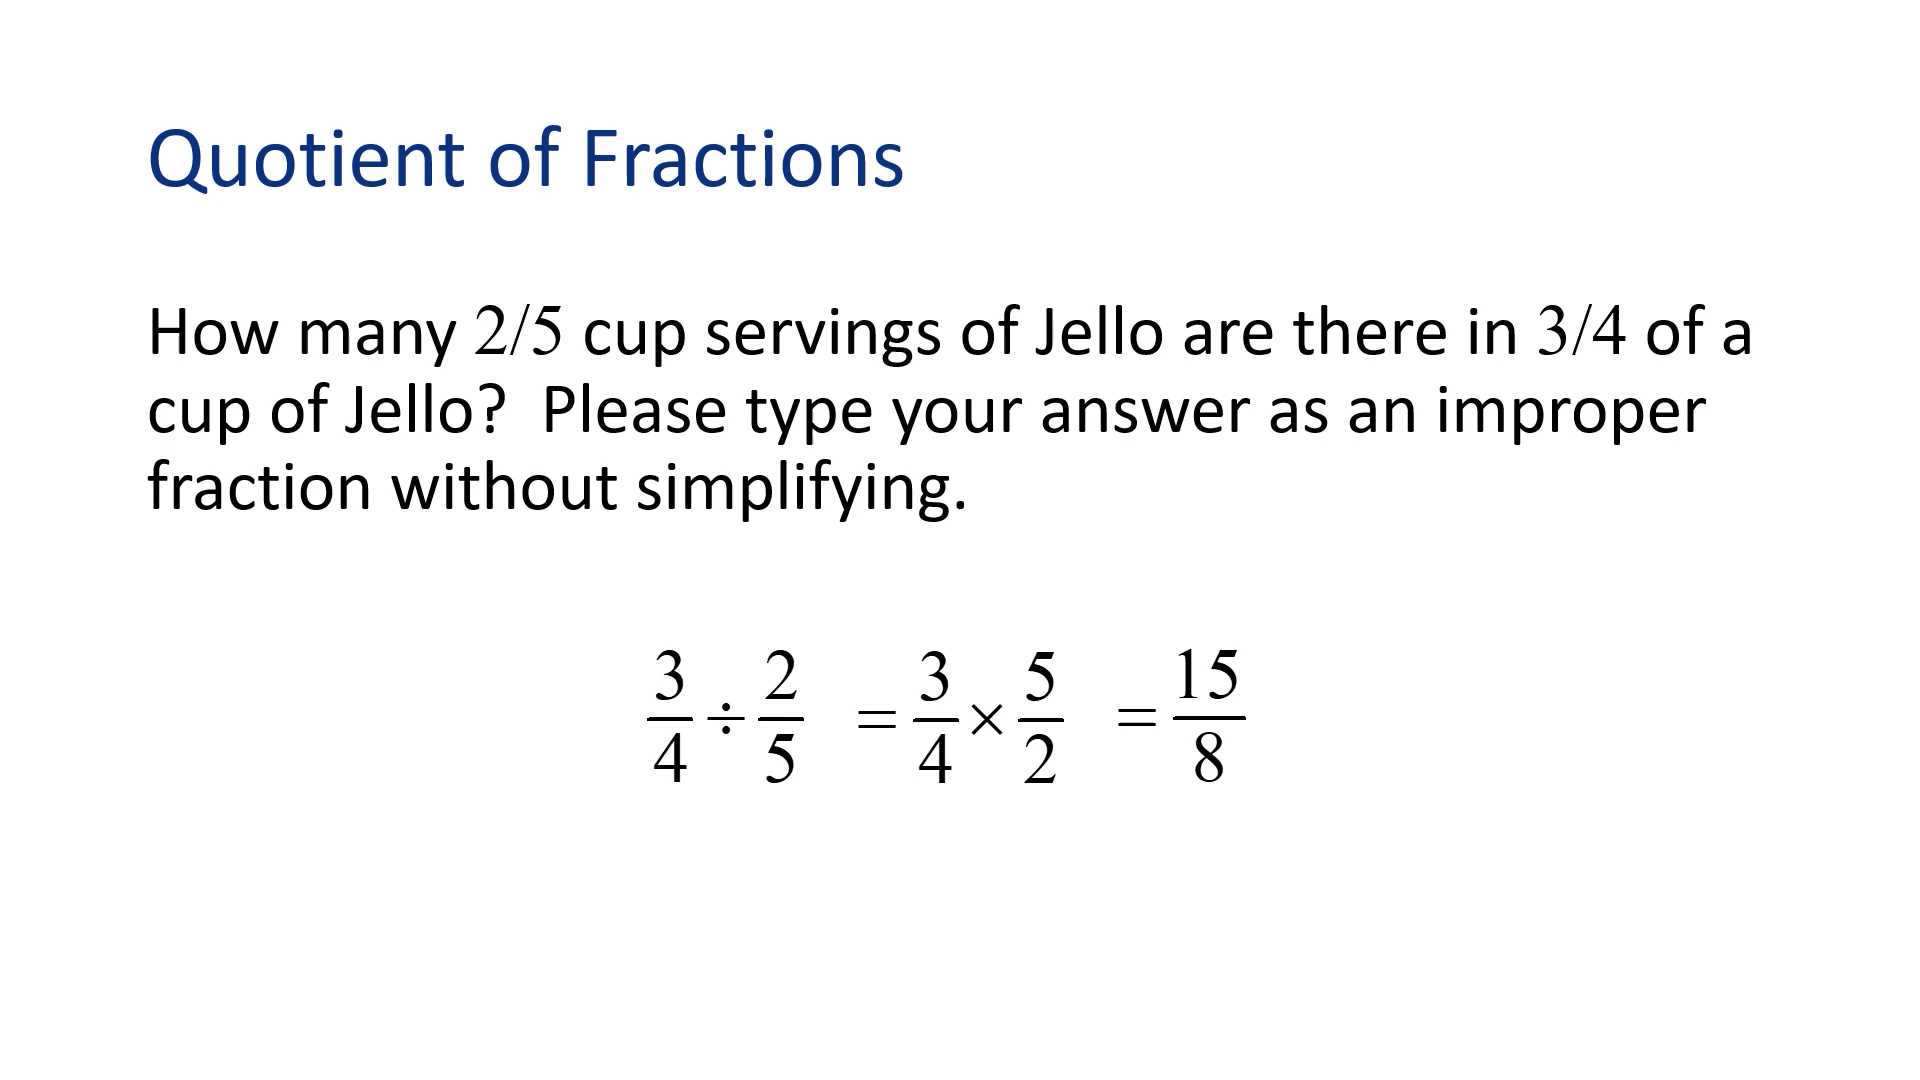 Quotient of Fractions
How many 2/5 cup servings of Jello are there in 3/4 of a
cup of Jello?  Please type your answer as an improper
fraction without simplifying.
3/4 ÷ 2/5 = 3/4 × 5/2 = 15/8